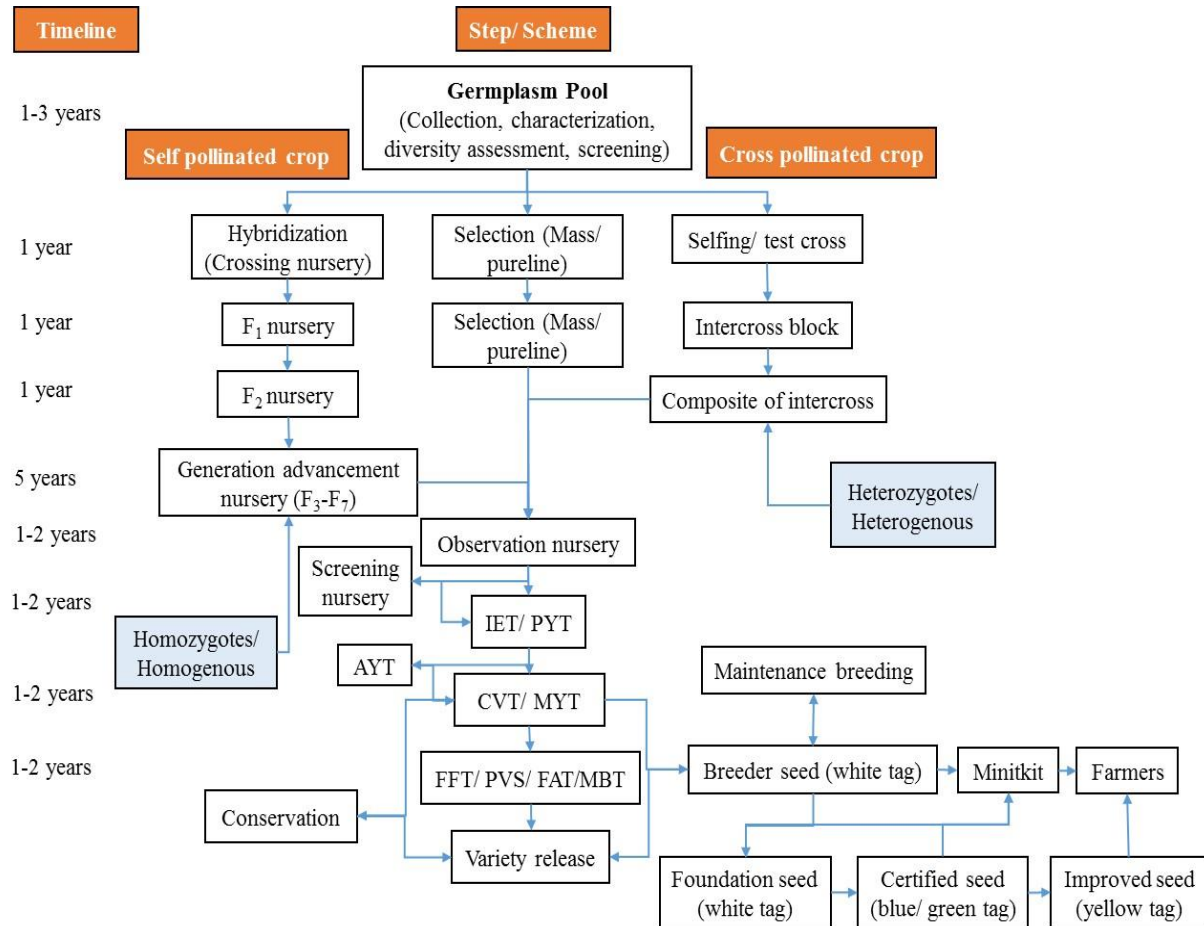 Timeline
Step/ Scheme
1-3 years
Germplasm Pool
(Collection, characterization,
diversity assessment, screening)
Self pollinated crop
Cross pollinated crop
1 year
Hybridization
(Crossing nursery)
Selection (Mass/
pureline)
Selfing/ test cross
1 year
F₁ nursery
Selection (Mass/
pureline)
Intercross block
1 year
F₂ nursery
Composite of intercross
5 years
Generation advancement
nursery (F₃-F₇)
Heterozygotes/
Heterogenous
1-2 years
Observation nursery
Screening
nursery
1-2 years
IET/ PYT
Homozygotes/
Homogenous
AYT
Maintenance breeding
1-2 years
CVT/ MYT
1-2 years
FFT/ PVS/ FAT/MBT
Breeder seed (white tag)
Minitkit
Farmers
Conservation
Variety release
Foundation seed
(white tag)
Certified seed
(blue/ green tag)
Improved seed
(yellow tag)